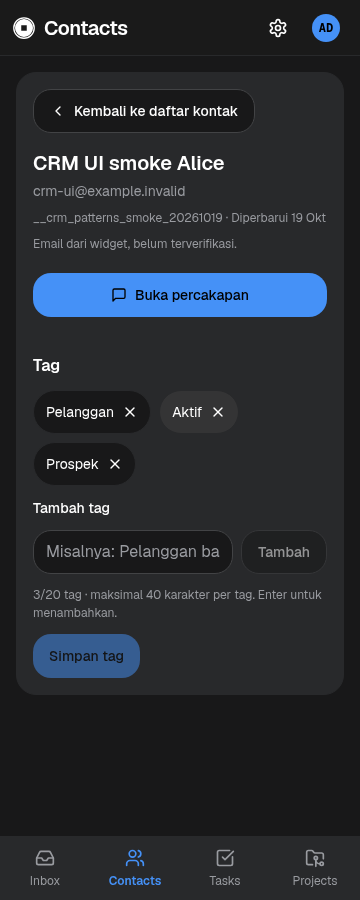 Contacts
AD
Kembali ke daftar kontak
CRM UI smoke Alice
crm-ui@example.invalid
__crm_patterns_smoke_20261019 · Diperbarui 19 Okt
Email dari widget, belum terverifikasi.
Buka percakapan
Tag
Pelanggan
Aktif
Prospek
Tambah tag
Misalnya: Pelanggan ba
Tambah
3/20 tag · maksimal 40 karakter per tag. Enter untuk
menambahkan.
Simpan tag
Inbox
Contacts
Tasks
Projects